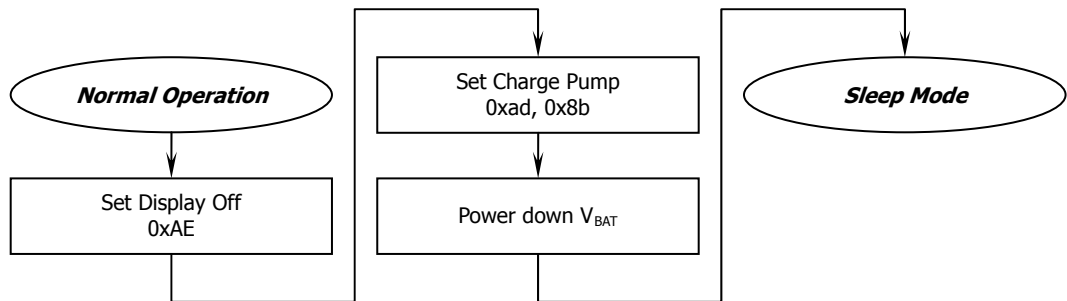 Normal Operation
Set Display Off
0xAE
Set Charge Pump
0xad, 0x8b
Power down VBAT
Sleep Mode